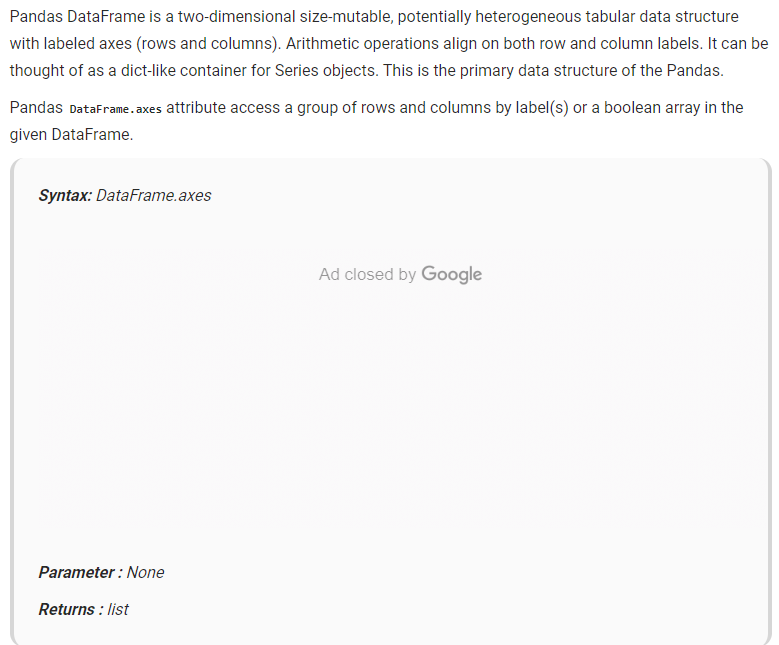 Pandas DataFrame is a two-dimensional size-mutable, potentially heterogeneous tabular data structure
with labeled axes (rows and columns). Arithmetic operations align on both row and column labels. It can be
thought of as a dict-like container for Series objects. This is the primary data structure of the Pandas.
Pandas DataFrame.axes attribute access a group of rows and columns by label(s) or a boolean array in the
given DataFrame.
Syntax: DataFrame.axes
Ad closed by Google
Parameter : None
Returns : list